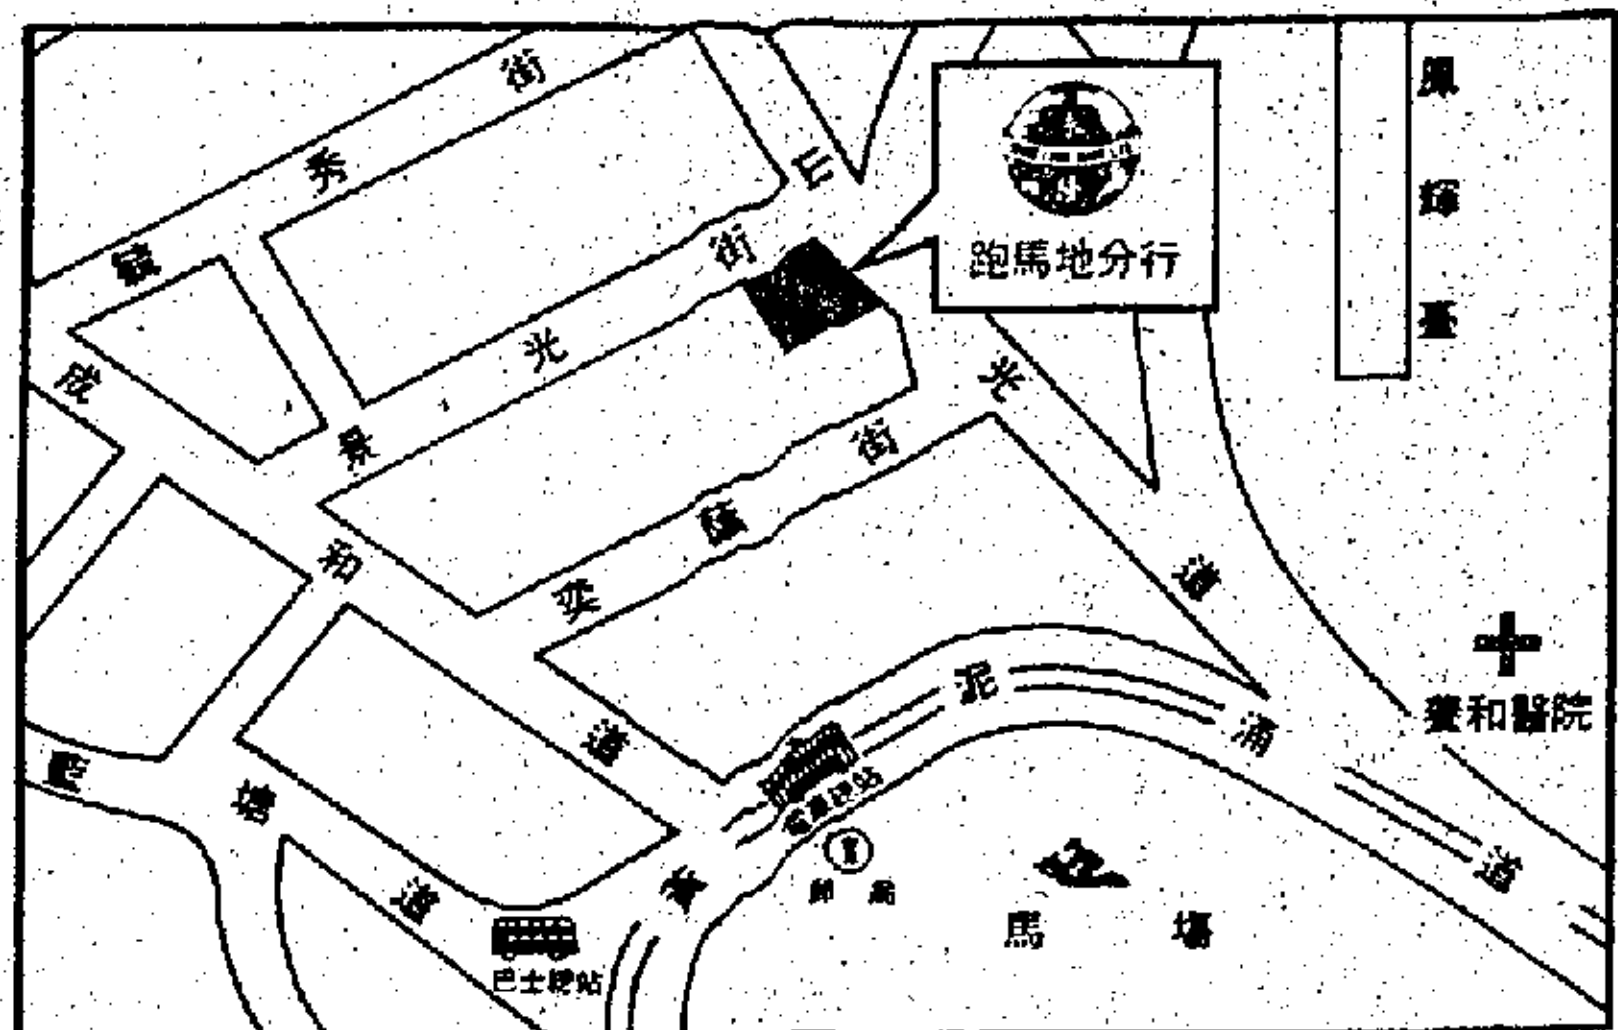 毓秀街
山光道
跑馬地分行
鳳輝臺
景光街
成和道
奕蔭街
黃泥涌道
養和醫院
藍塘道
電車總站
郵局
馬場
巴士總站